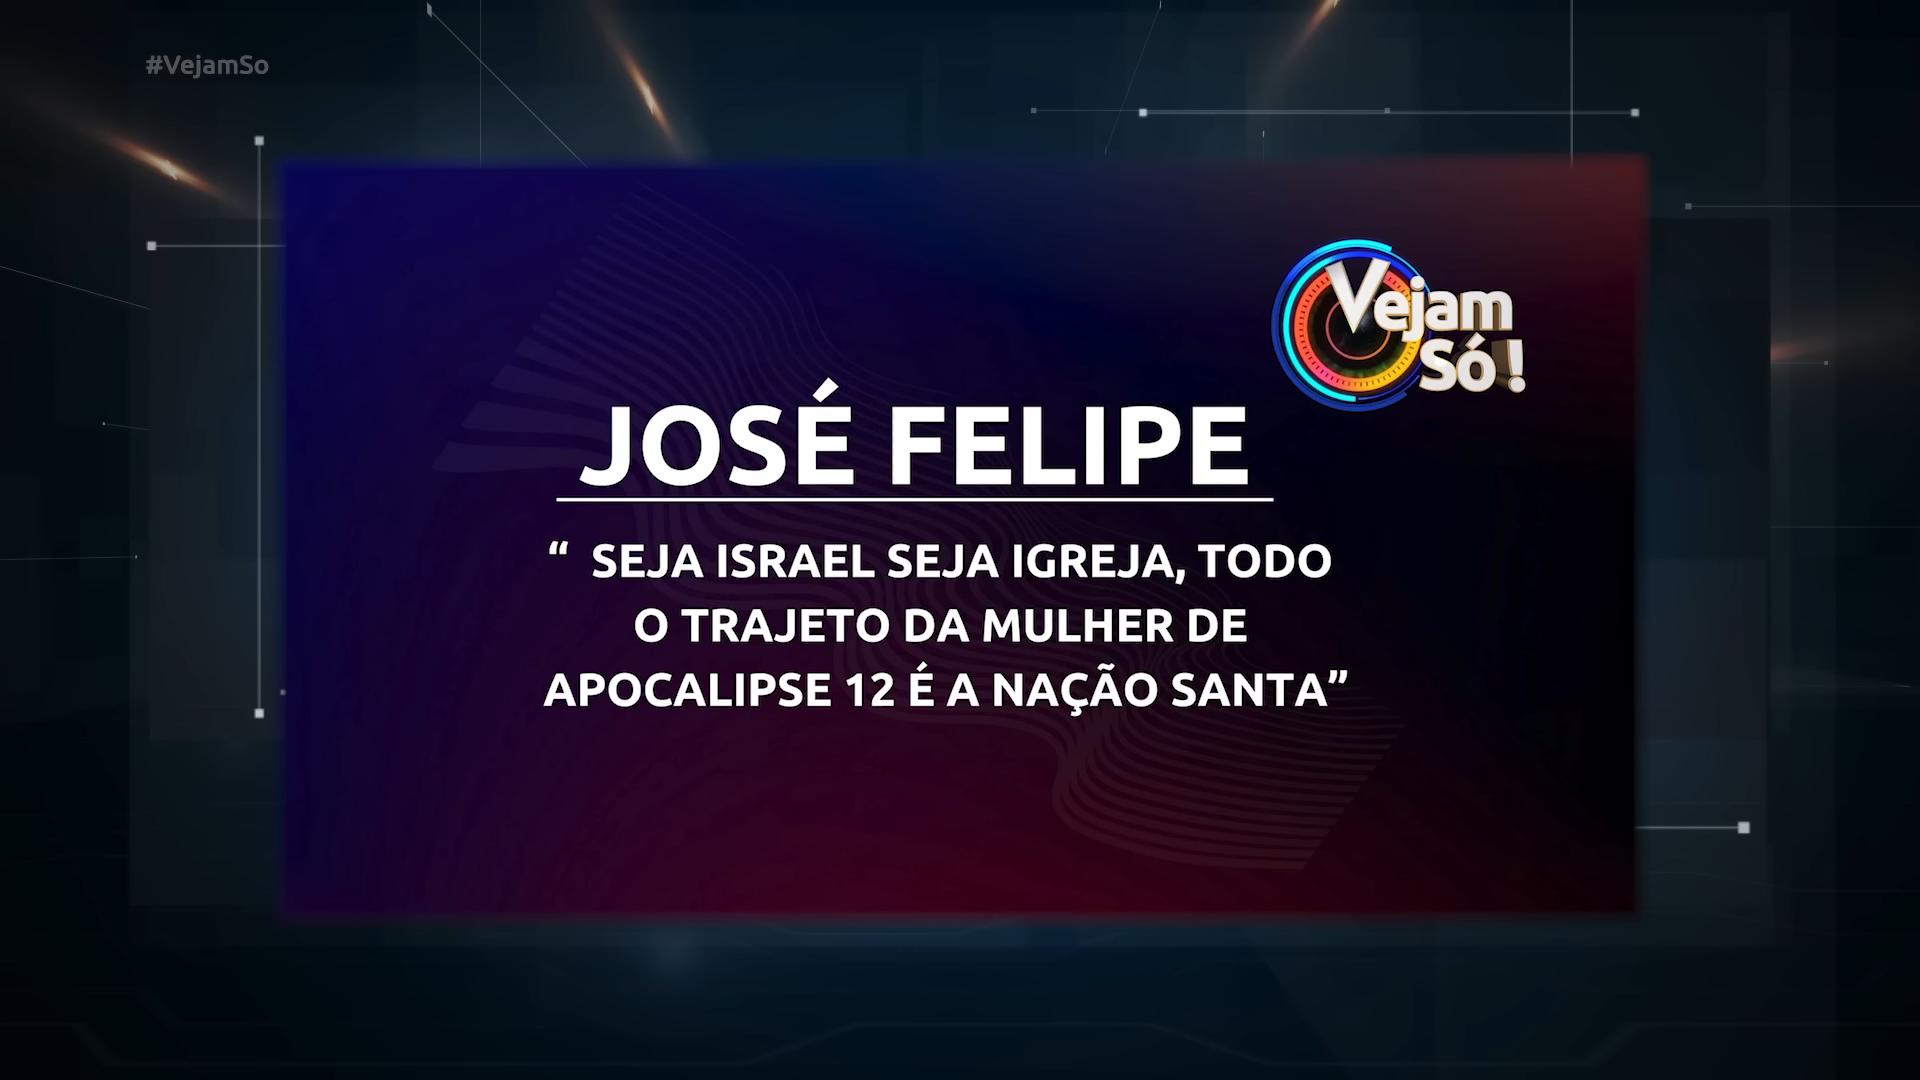 #VejamSo
Vejam
Só!
JOSÉ FELIPE
“ SEJA ISRAEL SEJA IGREJA, TODO
O TRAJETO DA MULHER DE
APOCALIPSE 12 É A NAÇÃO SANTA”